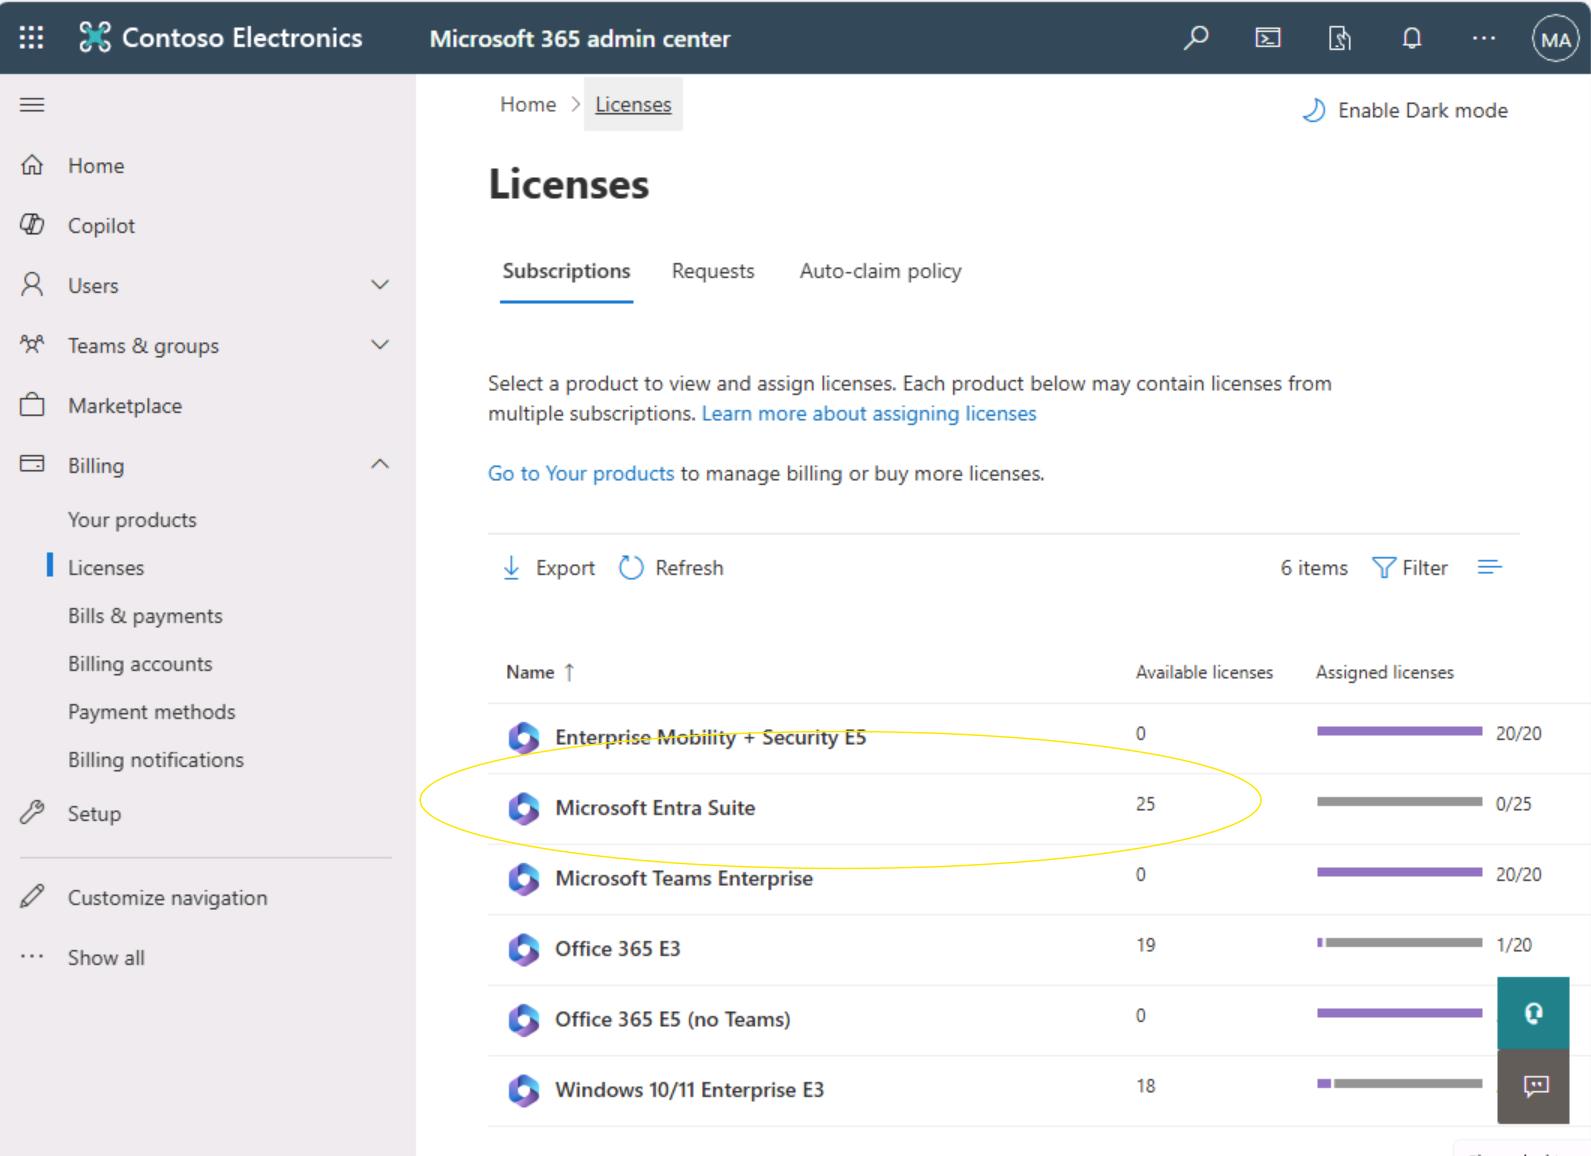 Contoso Electronics
Microsoft 365 admin center
MA
Home
Copilot
Users
Teams & groups
Marketplace
Billing
Your products
Licenses
Bills & payments
Billing accounts
Payment methods
Billing notifications
Setup
Customize navigation
Show all
Home > Licenses
Enable Dark mode
Licenses
Subscriptions Requests Auto-claim policy
Select a product to view and assign licenses. Each product below may contain licenses from
multiple subscriptions. Learn more about assigning licenses
Go to Your products to manage billing or buy more licenses.
Export Refresh 6 items Filter
Name ↑ Available licenses Assigned licenses
Enterprise Mobility + Security E5 0 20/20
Microsoft Entra Suite 25 0/25
Microsoft Teams Enterprise 0 20/20
Office 365 E3 19 1/20
Office 365 E5 (no Teams) 0
Windows 10/11 Enterprise E3 18